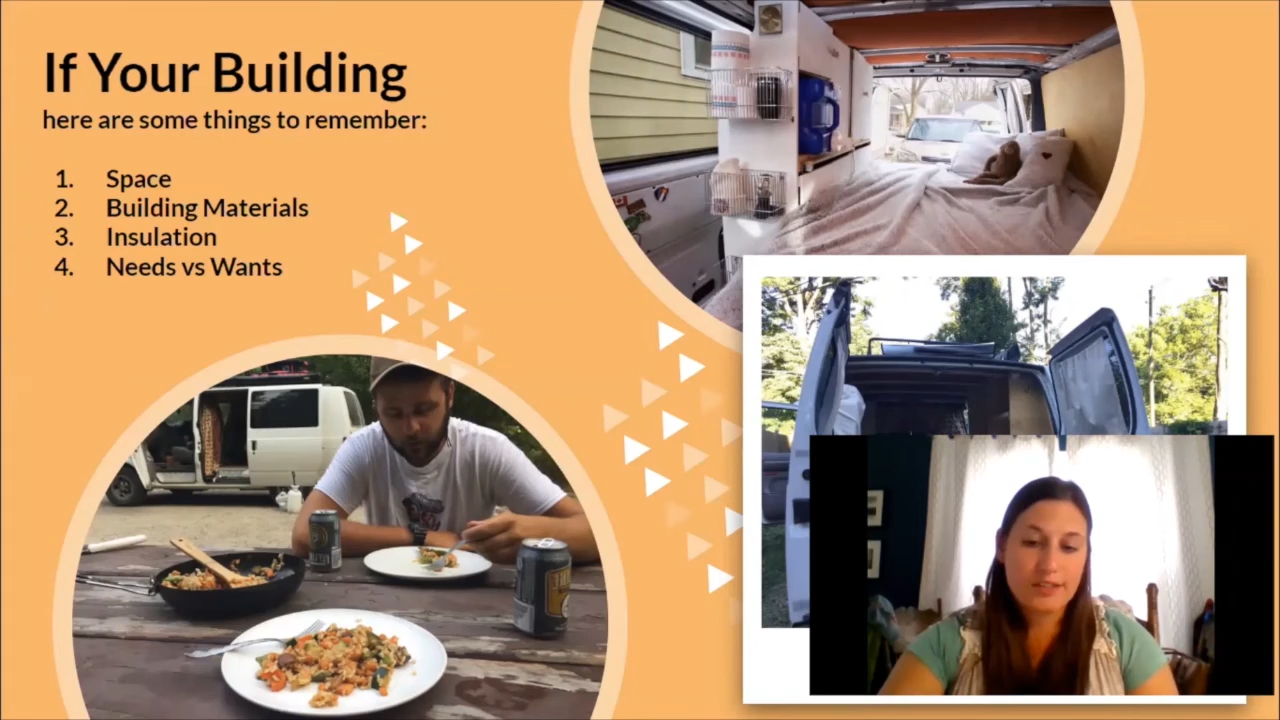 If Your Building
here are some things to remember:
1. Space
2. Building Materials
3. Insulation
4. Needs vs Wants